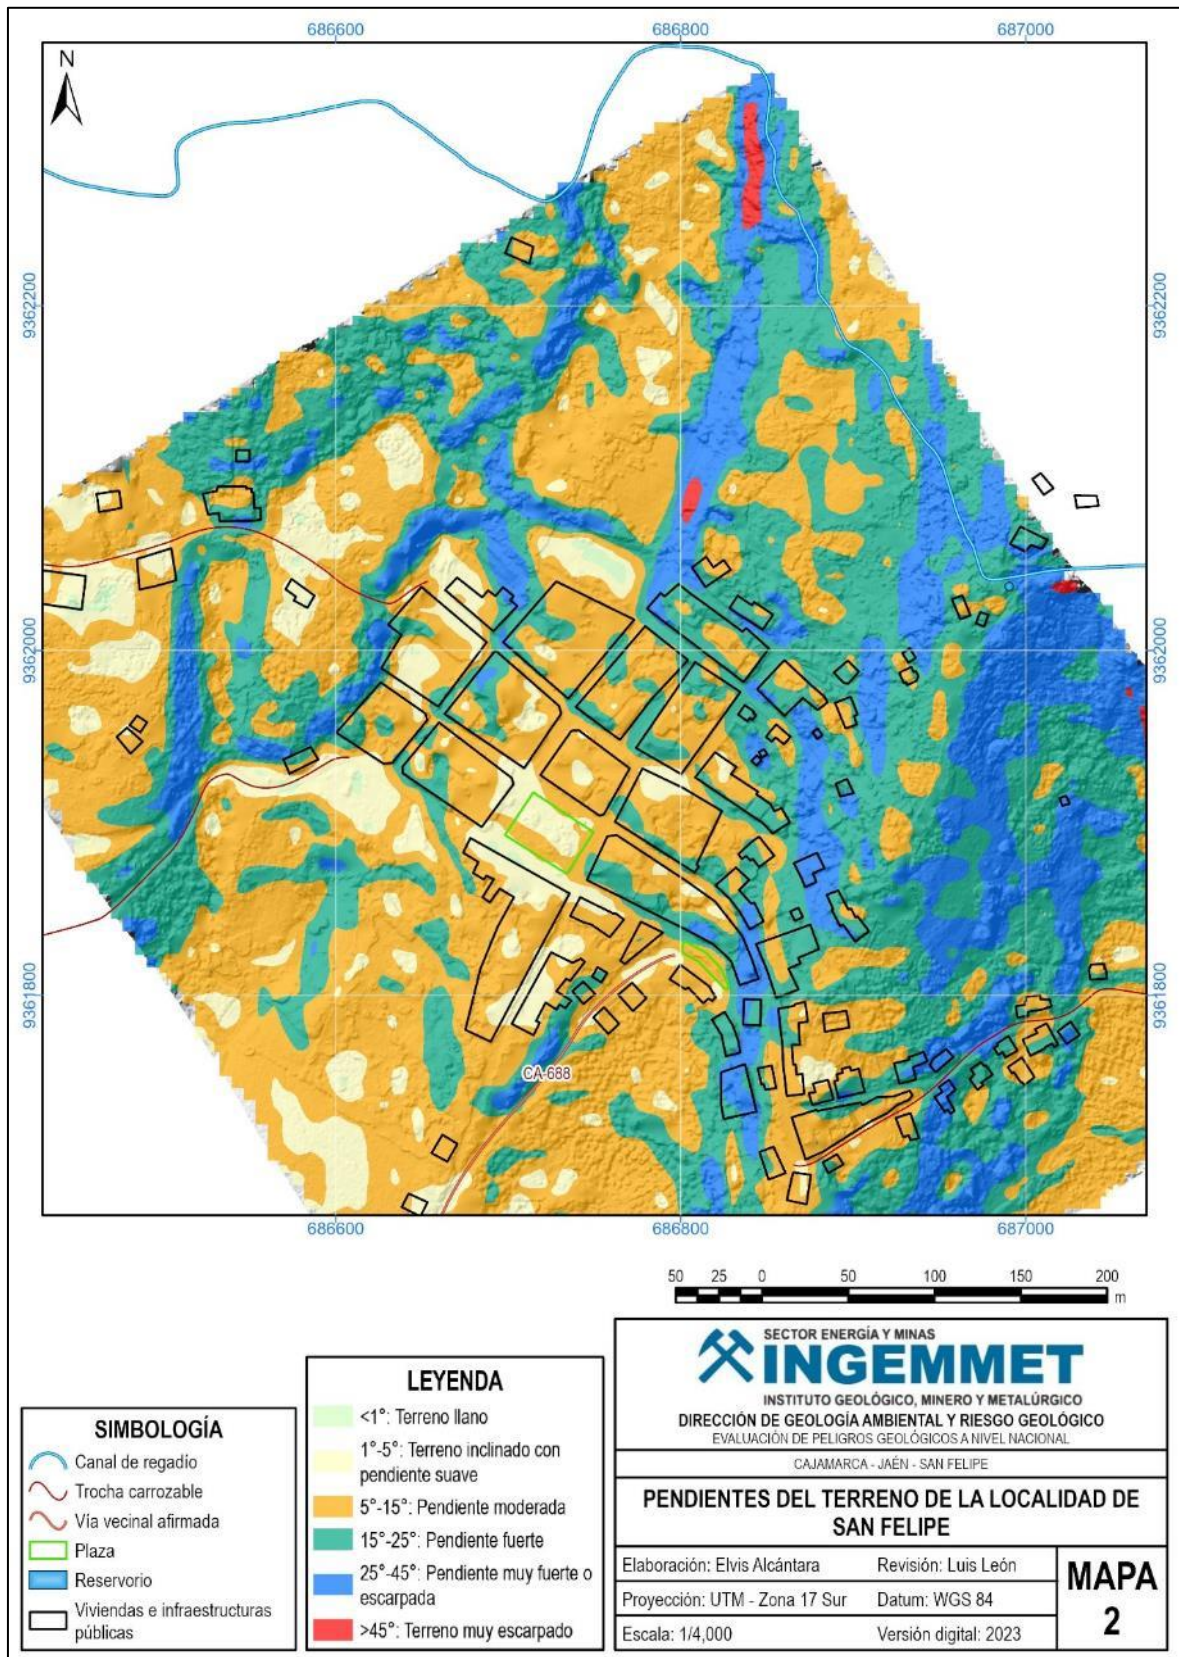 686600
686800
687000
N
9362200
9362200
9362000
9362000
9361800
9361800
CA-688
686600
686800
687000
50 25 0 50 100 150 200
m
SIMBOLOGÍA
Canal de regadío
Trocha carrozable
Vía vecinal afirmada
Plaza
Reservorio
Viviendas e infraestructuras
públicas
LEYENDA
<1°: Terreno llano
1°-5°: Terreno inclinado con
pendiente suave
5°-15°: Pendiente moderada
15°-25°: Pendiente fuerte
25°-45°: Pendiente muy fuerte o
escarpada
>45°: Terreno muy escarpado
SECTOR ENERGÍA Y MINAS
INGEMMET
INSTITUTO GEOLÓGICO, MINERO Y METALÚRGICO
DIRECCIÓN DE GEOLOGÍA AMBIENTAL Y RIESGO GEOLÓGICO
EVALUACIÓN DE PELIGROS GEOLÓGICOS A NIVEL NACIONAL
CAJAMARCA - JAÉN - SAN FELIPE
PENDIENTES DEL TERRENO DE LA LOCALIDAD DE
SAN FELIPE
Elaboración: Elvis Alcántara Revisión: Luis León
Proyección: UTM - Zona 17 Sur Datum: WGS 84
Escala: 1/4,000 Versión digital: 2023
MAPA
2